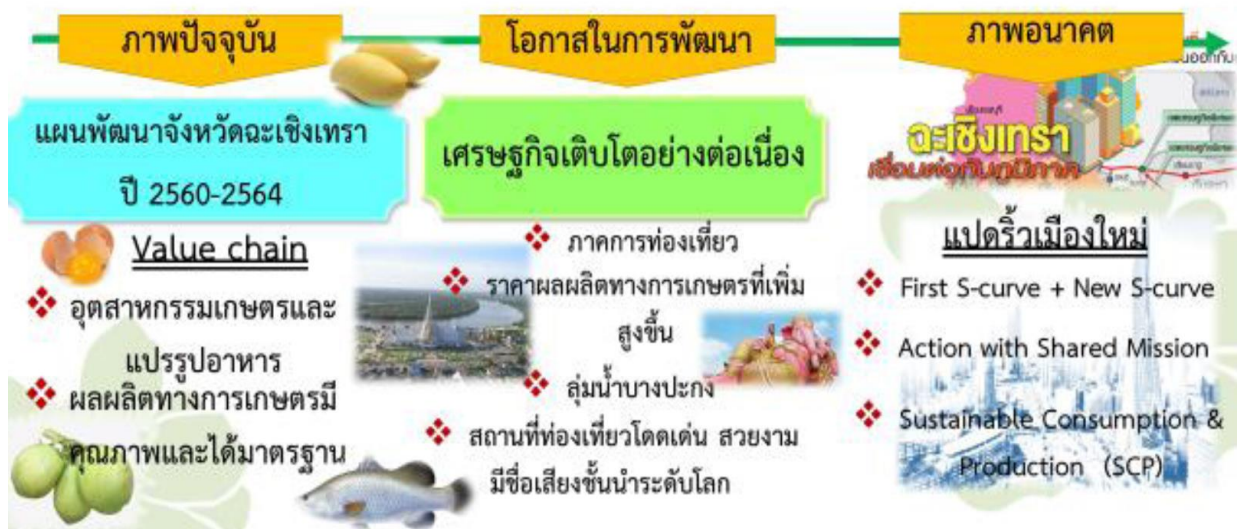 ภาพปัจจุบัน
แผนพัฒนาจังหวัดฉะเชิงเทรา
ปี 2560-2564
Value chain
อุตสาหกรรมเกษตรและ
แปรรูปอาหาร
ผลผลิตทางการเกษตรมี
คุณภาพและได้มาตรฐาน
โอกาสในการพัฒนา
เศรษฐกิจเติบโตอย่างต่อเนื่อง
ภาคการท่องเที่ยว
ราคาผลผลิตทางการเกษตรที่เพิ่ม
สูงขึ้น
ลุ่มน้ำบางปะกง
สถานที่ท่องเที่ยวโดดเด่น สวยงาม
มีชื่อเสียงชั้นนำระดับโลก
ภาพอนาคต
ฉะเชิงเทรา
เชื่อมต่อกับภูมิภาค
แปดริ้วเมืองใหม่
First S-curve + New S-curve
Action with Shared Mission
Sustainable Consumption &
Production (SCP)